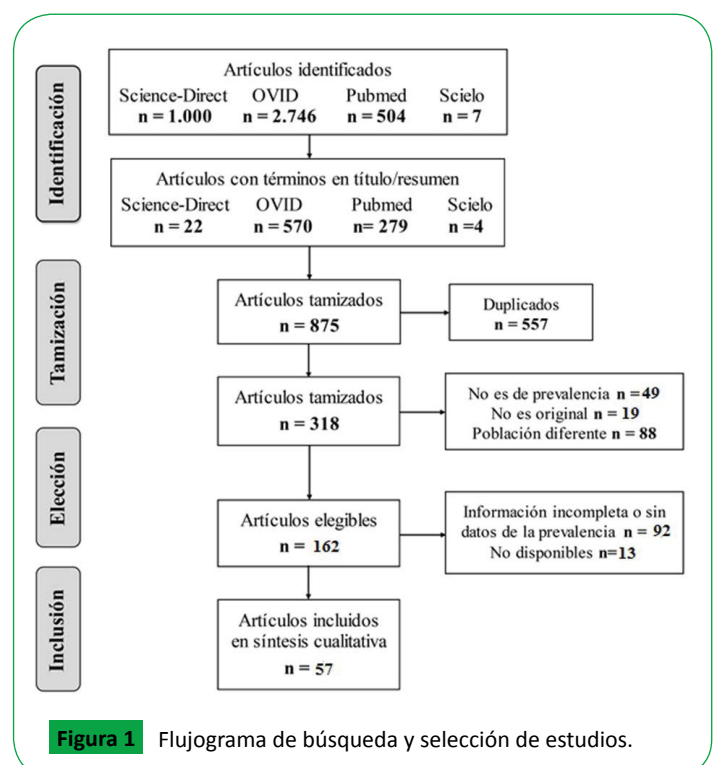 Identificación
Artículos identificados
Science-Direct OVID Pubmed Scielo
n = 1.000 n = 2.746 n = 504 n = 7
Artículos con términos en título/resumen
Science-Direct OVID Pubmed Scielo
n = 22 n = 570 n= 279 n =4
Tamización
Artículos tamizados
n = 875
Duplicados
n = 557
Artículos tamizados
n = 318
No es de prevalencia n =49
No es original n = 19
Población diferente n = 88
Elección
Artículos elegibles
n = 162
Información incompleta o sin
datos de la prevalencia n = 92
No disponibles n=13
Inclusión
Artículos incluidos
en síntesis cualitativa
n = 57
Figura 1 Flujograma de búsqueda y selección de estudios.